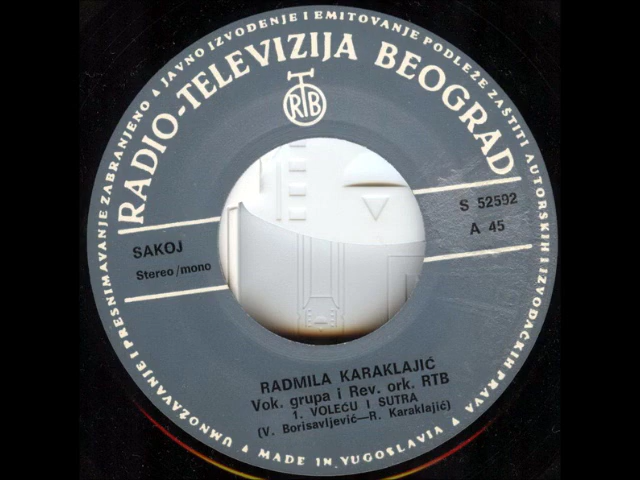 UMNOŽAVANJE I PRESNIMAVANJE ZABRANJENO ▲ JAVNO IZVOĐENJE I EMITOVANJE PODLEŽE ZAŠTITI AUTORSKIH I IZVOĐAČKIH PRAVA ▲ MADE IN YUGOSLAVIA ▲
RADIO-TELEVIZIJA BEOGRAD
RTB
SAKOJ
Stereo/mono
S 52592
A 45
RADMILA KARAKLAJIĆ
Vok. grupa i Rev. ork. RTB
1. VOLEĆU I SUTRA
(V. Borisavljević—R. Karaklajić)